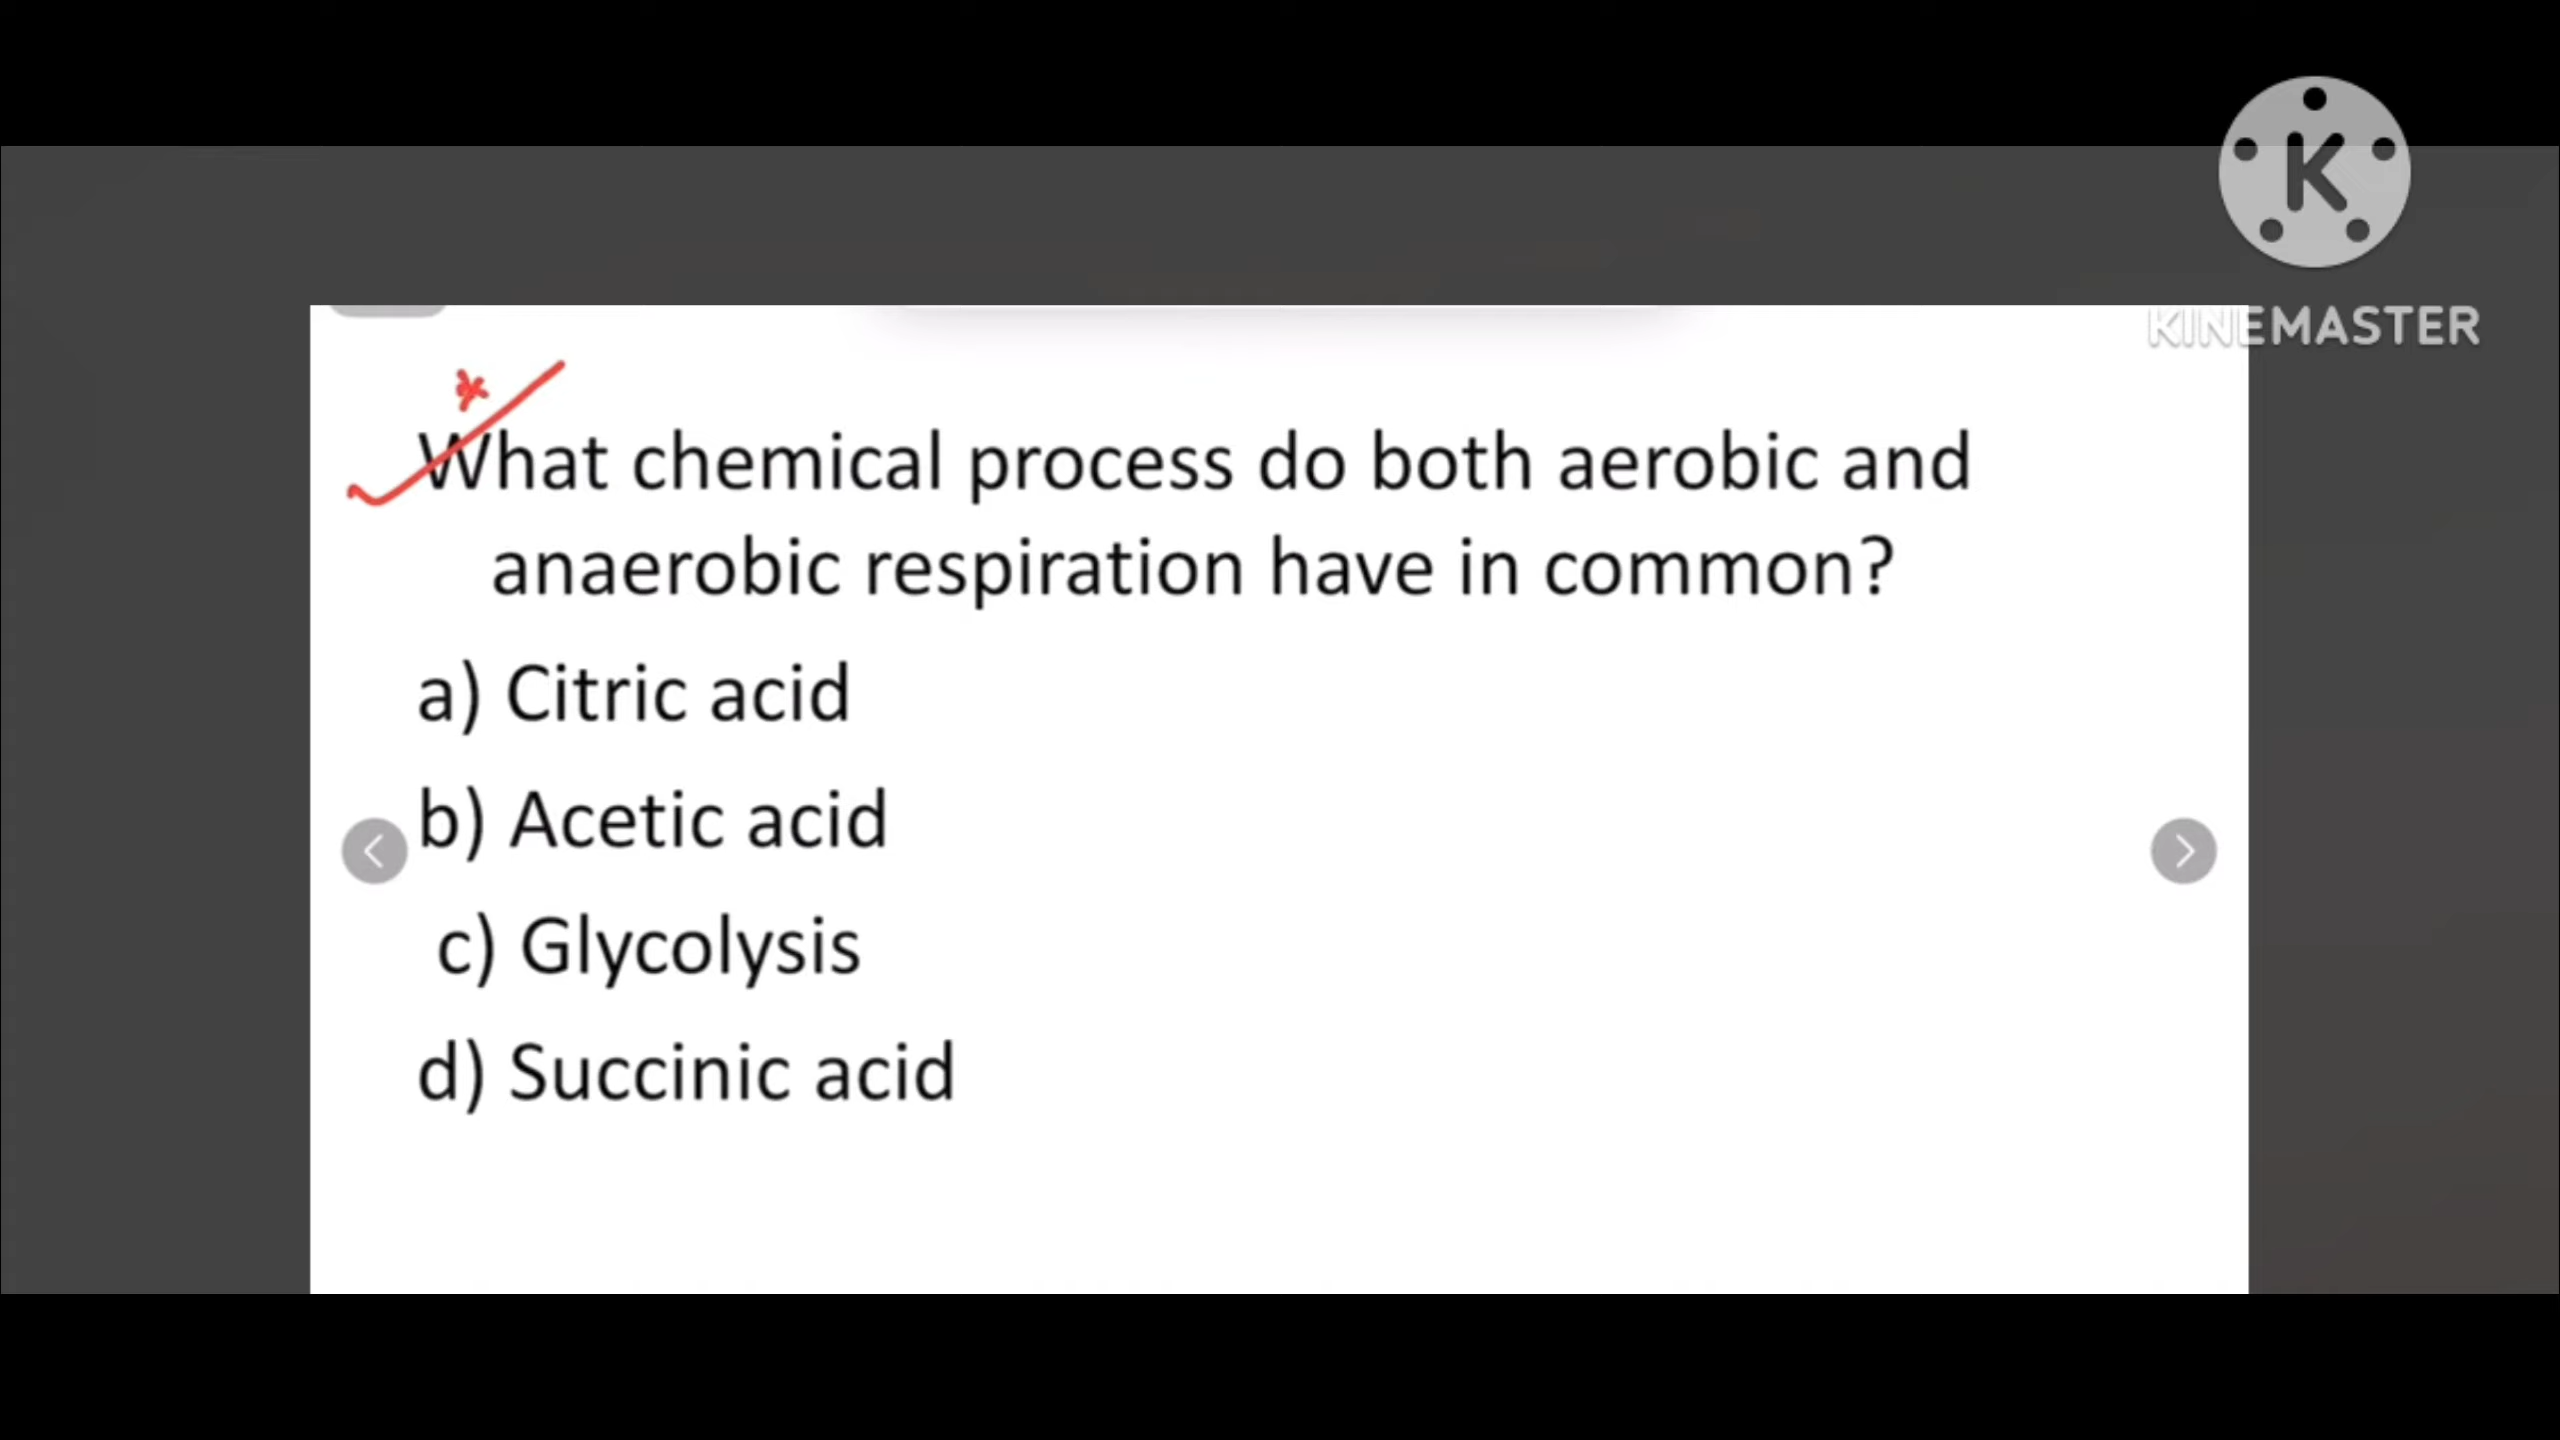 K
KINEMASTER
What chemical process do both aerobic and
anaerobic respiration have in common?
a) Citric acid
b) Acetic acid
c) Glycolysis
d) Succinic acid